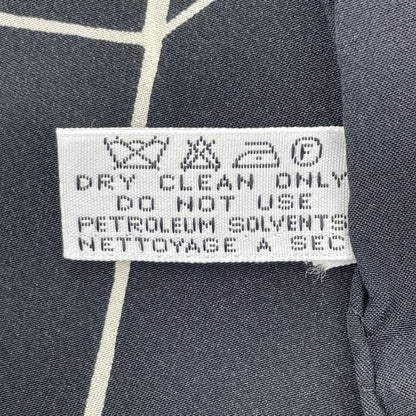 F
DRY CLEAN ONLY
DO NOT USE
PETROLEUM SOLVENTS
NETTOYAGE A SEC